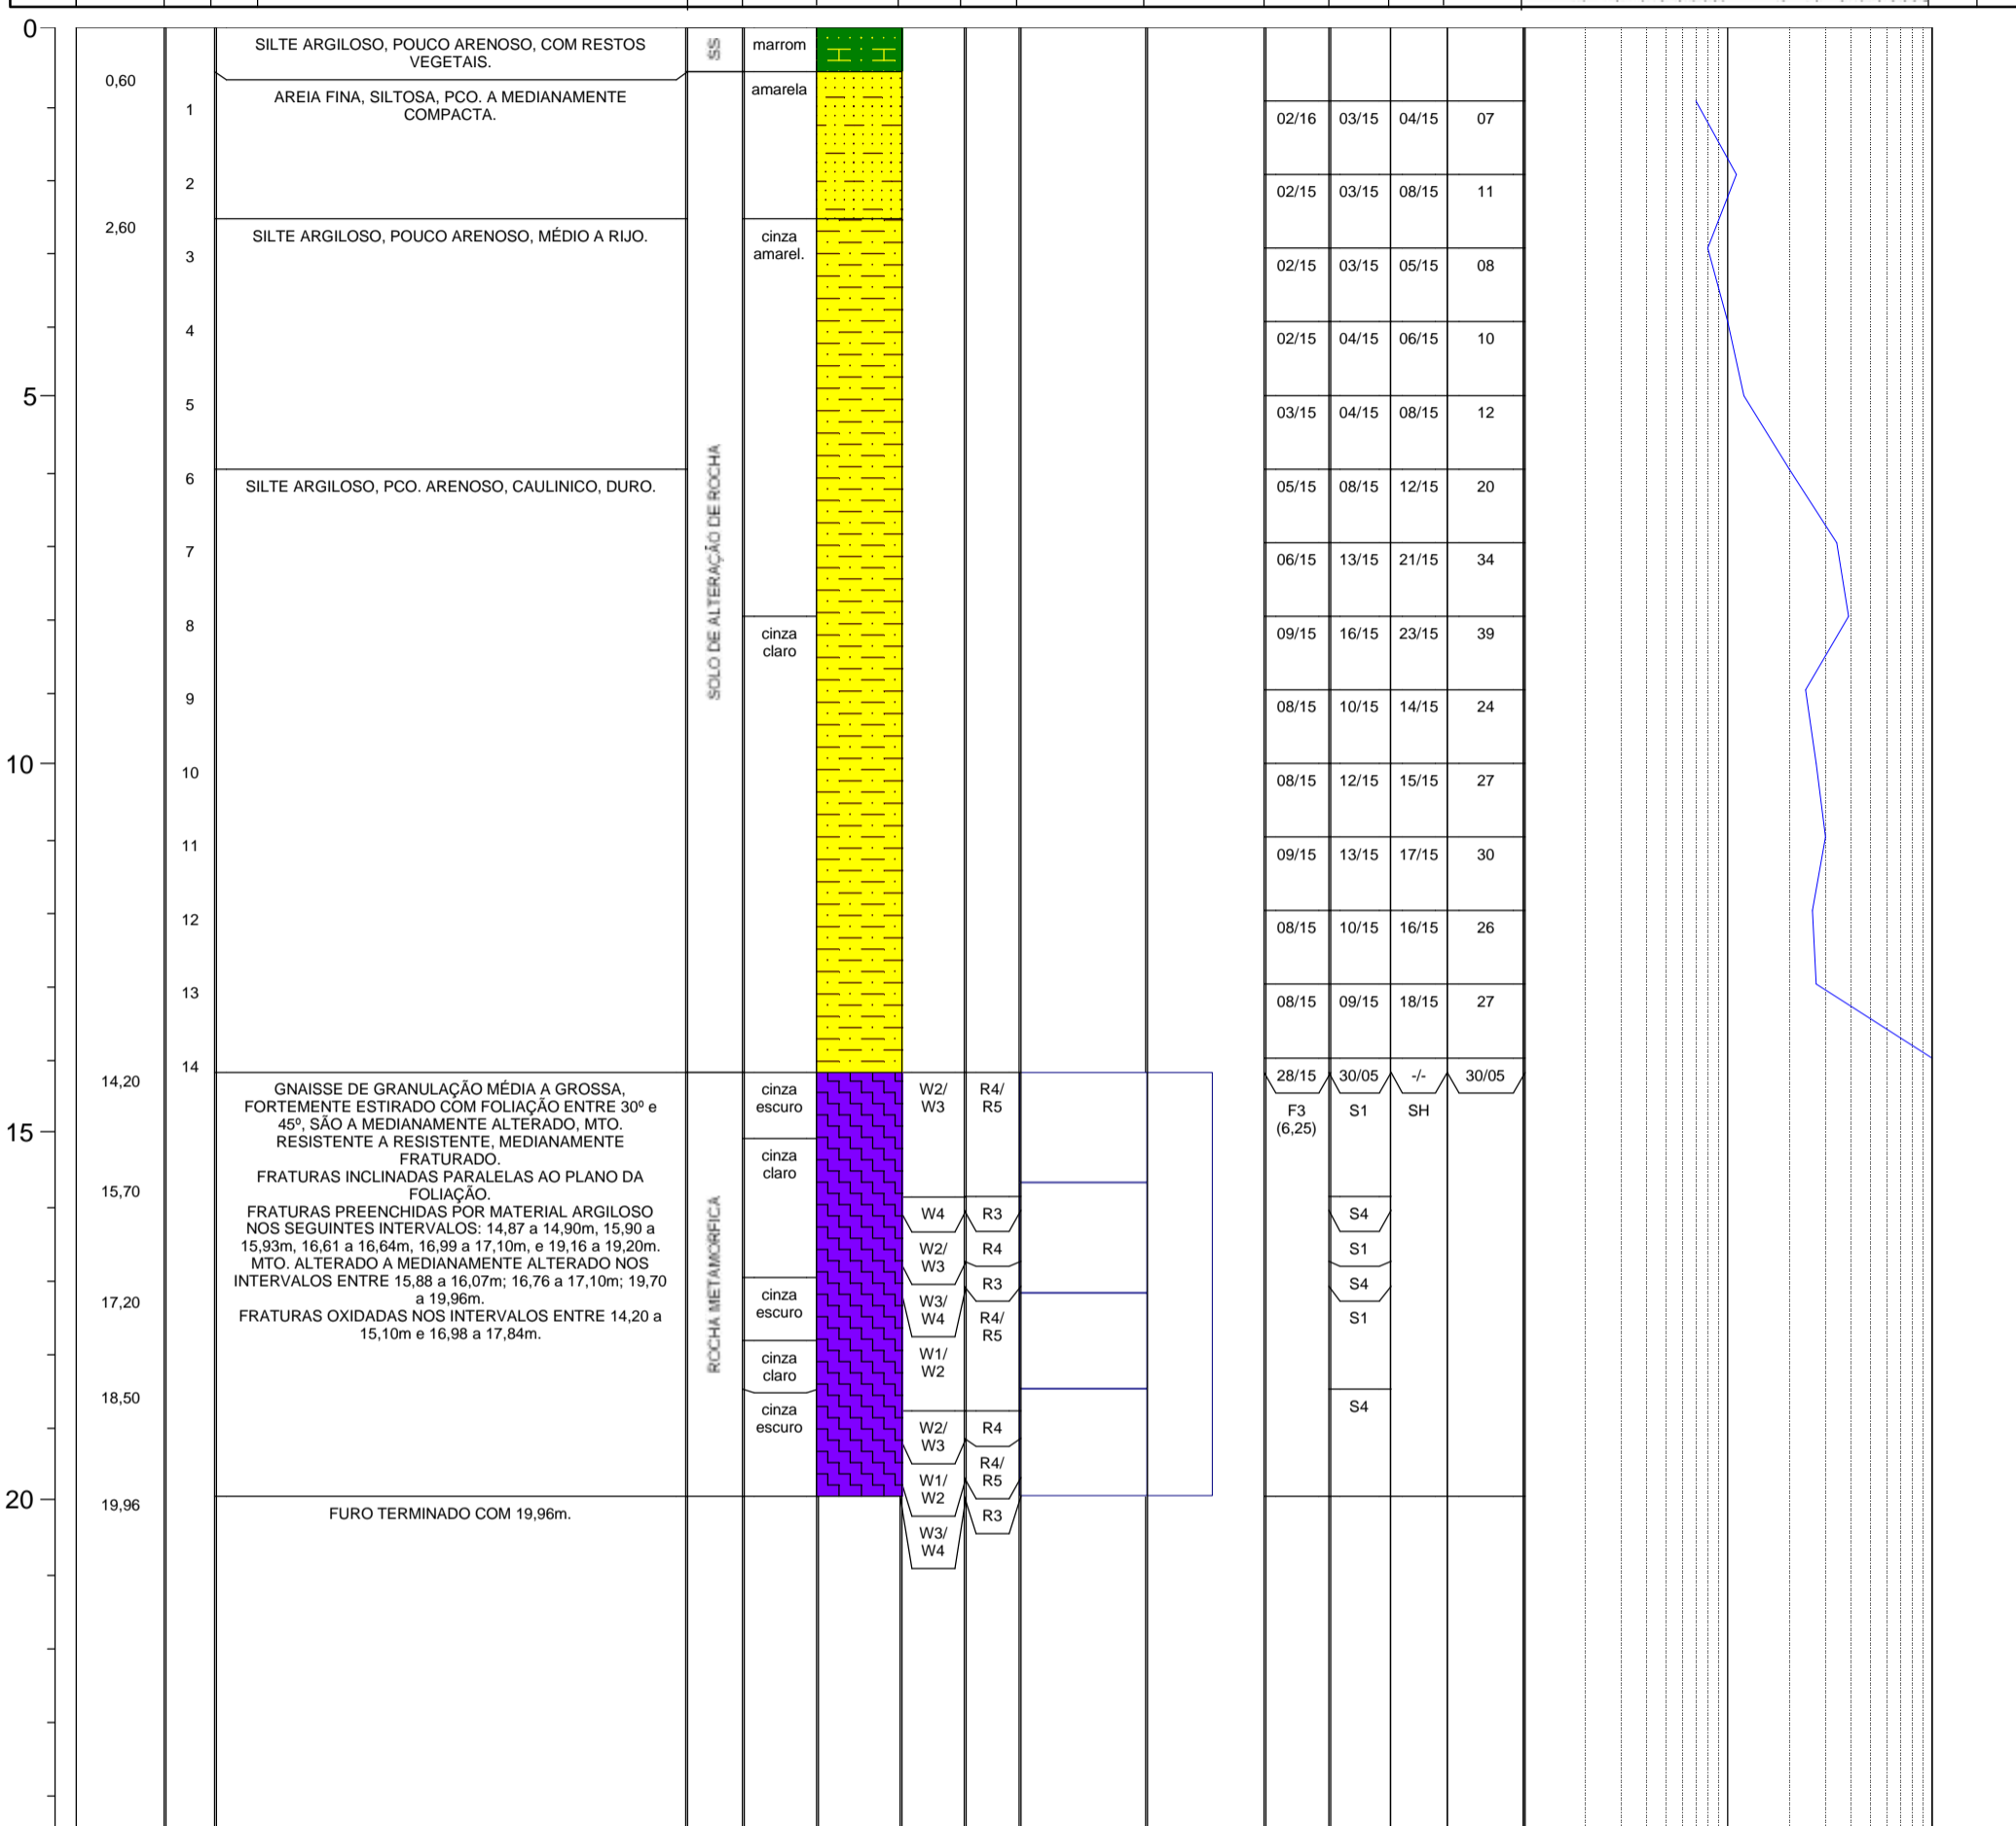 0
SILTE ARGILOSO, POUCO ARENOSO, COM RESTOS
VEGETAIS.
SS
marrom
0,60
AREIA FINA, SILTOSA, PCO. A MEDIANAMENTE
COMPACTA.
amarela
1
02/16 03/15 04/15 07
2
02/15 03/15 08/15 11
2,60
SILTE ARGILOSO, POUCO ARENOSO, MÉDIO A RIJO.
cinza
amarel.
3
02/15 03/15 05/15 08
4
02/15 04/15 06/15 10
5
5
03/15 04/15 08/15 12
6
SILTE ARGILOSO, PCO. ARENOSO, CAULINICO, DURO.
05/15 08/15 12/15 20
SOLO DE ALTERAÇÃO DE ROCHA
7
06/15 13/15 21/15 34
8
cinza
claro
09/15 16/15 23/15 39
9
08/15 10/15 14/15 24
10
10
08/15 12/15 15/15 27
11
09/15 13/15 17/15 30
12
08/15 10/15 16/15 26
13
08/15 09/15 18/15 27
14
14,20
28/15 30/05 -/- 30/05
GNAISSE DE GRANULAÇÃO MÉDIA A GROSSA,
FORTEMENTE ESTIRADO COM FOLIAÇÃO ENTRE 30º e
45º, SÃO A MEDIANAMENTE ALTERADO, MTO.
RESISTENTE A RESISTENTE, MEDIANAMENTE
FRATURADO.
FRATURAS INCLINADAS PARALELAS AO PLANO DA
FOLIAÇÃO.
FRATURAS PREENCHIDAS POR MATERIAL ARGILOSO
NOS SEGUINTES INTERVALOS: 14,87 a 14,90m, 15,90 a
15,93m, 16,61 a 16,64m, 16,99 a 17,10m, e 19,16 a 19,20m.
MTO. ALTERADO A MEDIANAMENTE ALTERADO NOS
INTERVALOS ENTRE 15,88 a 16,07m; 16,76 a 17,10m; 19,70
a 19,96m.
FRATURAS OXIDADAS NOS INTERVALOS ENTRE 14,20 a
15,10m e 16,98 a 17,84m.
ROCHA METAMORFICA
cinza
escuro
cinza
claro
cinza
escuro
cinza
claro
cinza
escuro
W2/
W3
W4
W2/
W3
W3/
W4
W1/
W2
W2/
W3
W1/
W2
W3/
W4
R4/
R5
R3
R4
R3
R4/
R5
R4
R4/
R5
R3
F3
(6,25)
S1
S4
S1
S4
S1
S4
SH
15
15,70
17,20
18,50
20
19,96
FURO TERMINADO COM 19,96m.